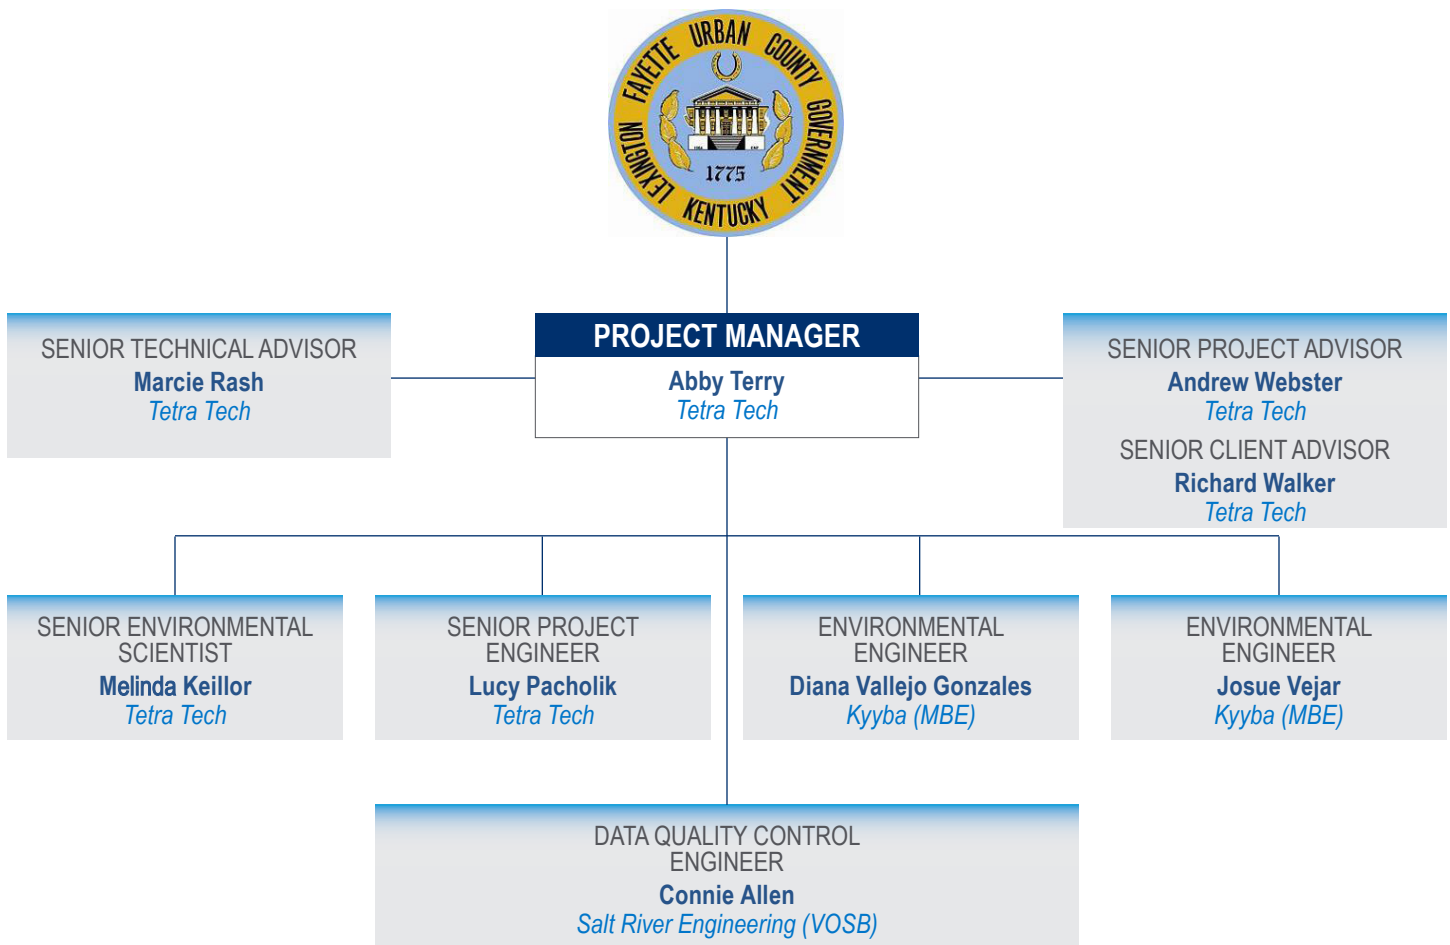 LEXINGTON FAYETTE URBAN COUNTY GOVERNMENT
1775
KENTUCKY
SENIOR TECHNICAL ADVISOR
Marcie Rash
Tetra Tech
PROJECT MANAGER
Abby Terry
Tetra Tech
SENIOR PROJECT ADVISOR
Andrew Webster
Tetra Tech
SENIOR CLIENT ADVISOR
Richard Walker
Tetra Tech
SENIOR ENVIRONMENTAL
SCIENTIST
Melinda Keillor
Tetra Tech
SENIOR PROJECT
ENGINEER
Lucy Pacholik
Tetra Tech
ENVIRONMENTAL
ENGINEER
Diana Vallejo Gonzales
Kyyba (MBE)
ENVIRONMENTAL
ENGINEER
Josue Vejar
Kyyba (MBE)
DATA QUALITY CONTROL
ENGINEER
Connie Allen
Salt River Engineering (VOSB)